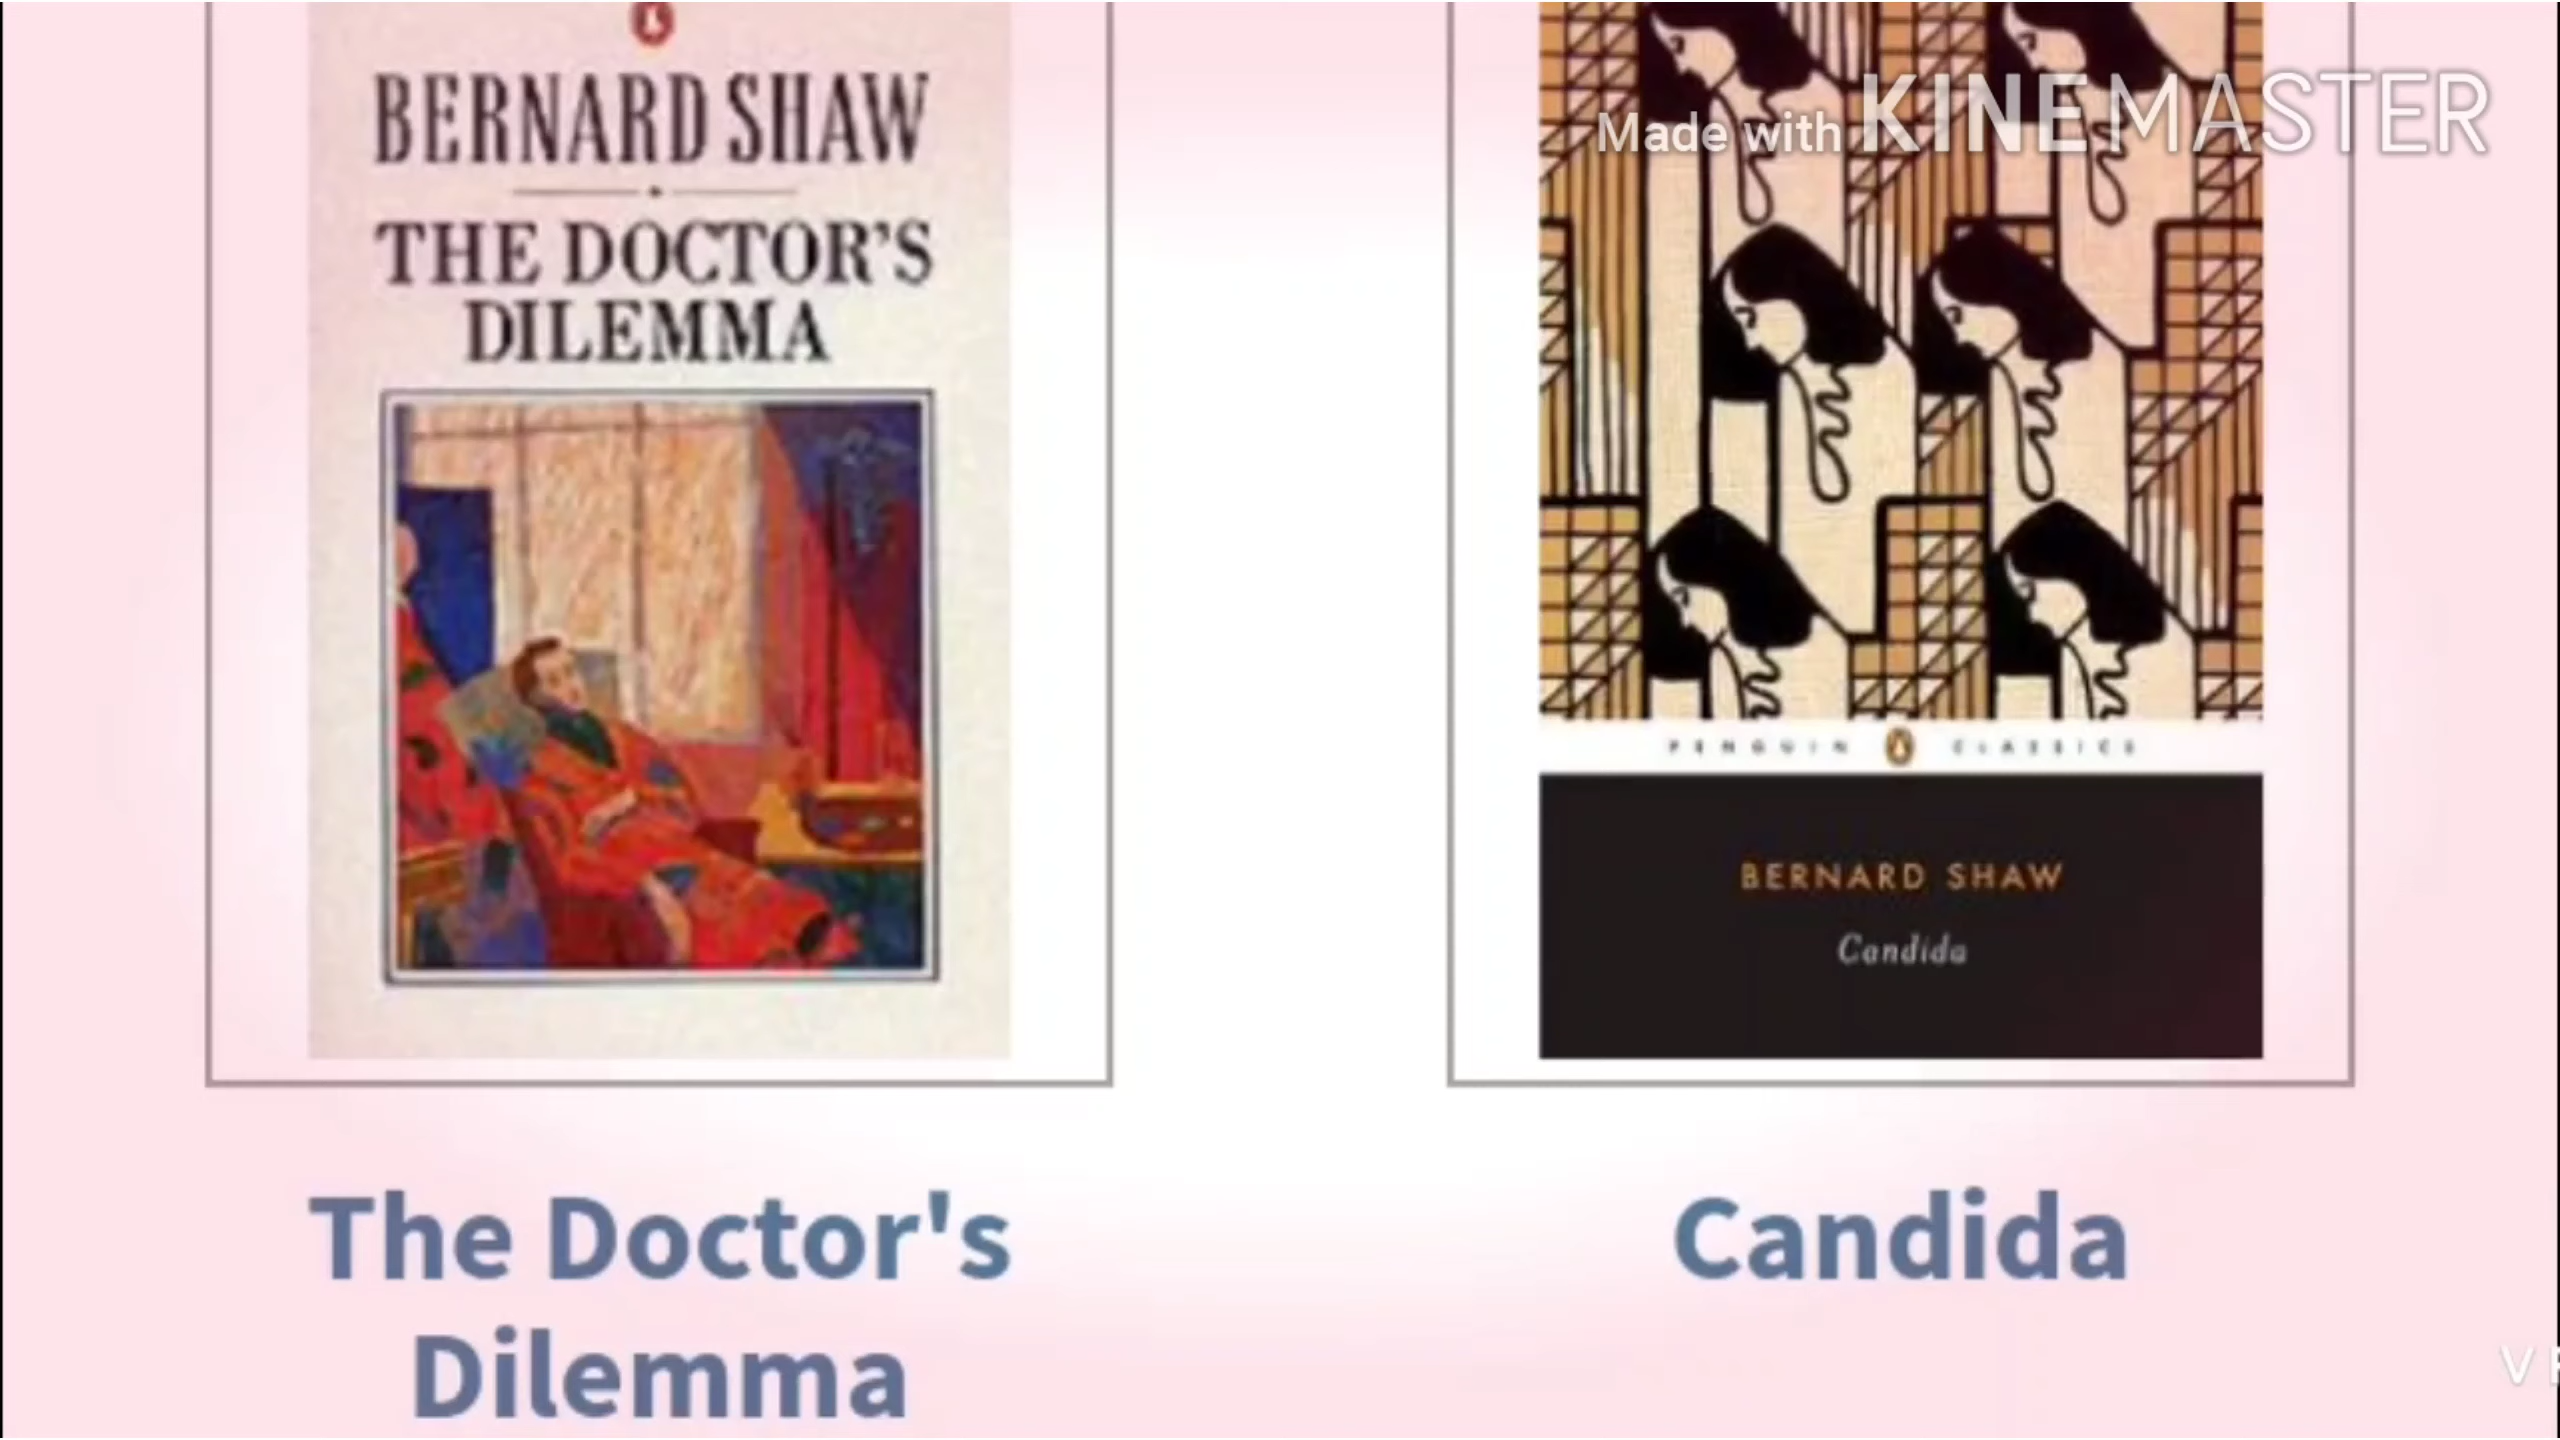 BERNARD SHAW
THE DOCTOR'S
DILEMMA
Made with KINEMASTER
PENGUIN CLASSICS
BERNARD SHAW
Candida
The Doctor's
Dilemma
Candida
V